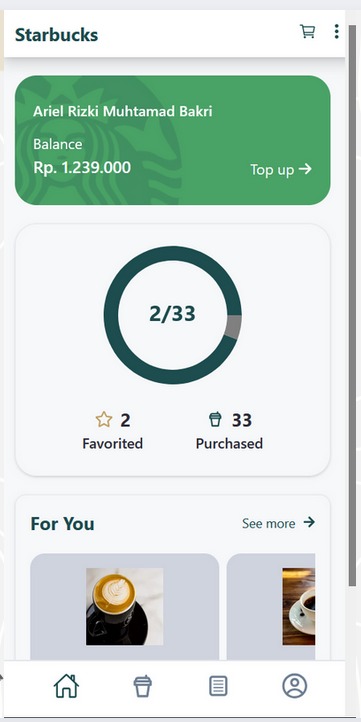 Starbucks
Ariel Rizki Muhtamad Bakri
Balance
Rp. 1.239.000
Top up
2/33
2
Favorited
33
Purchased
For You
See more